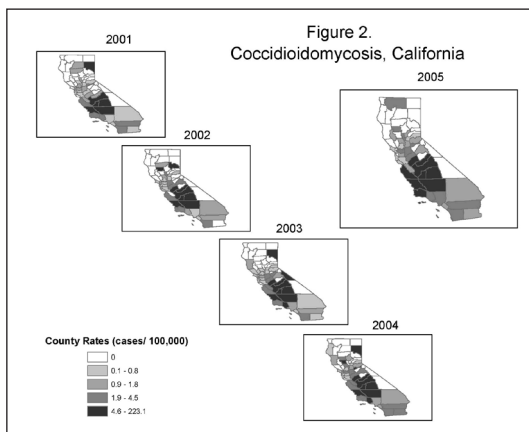 Figure 2.
Coccidioidomycosis, California
2001
2002
2003
2004
2005
County Rates (cases/ 100,000)
0
0.1 - 0.8
0.9 - 1.8
1.9 - 4.5
4.6 - 223.1